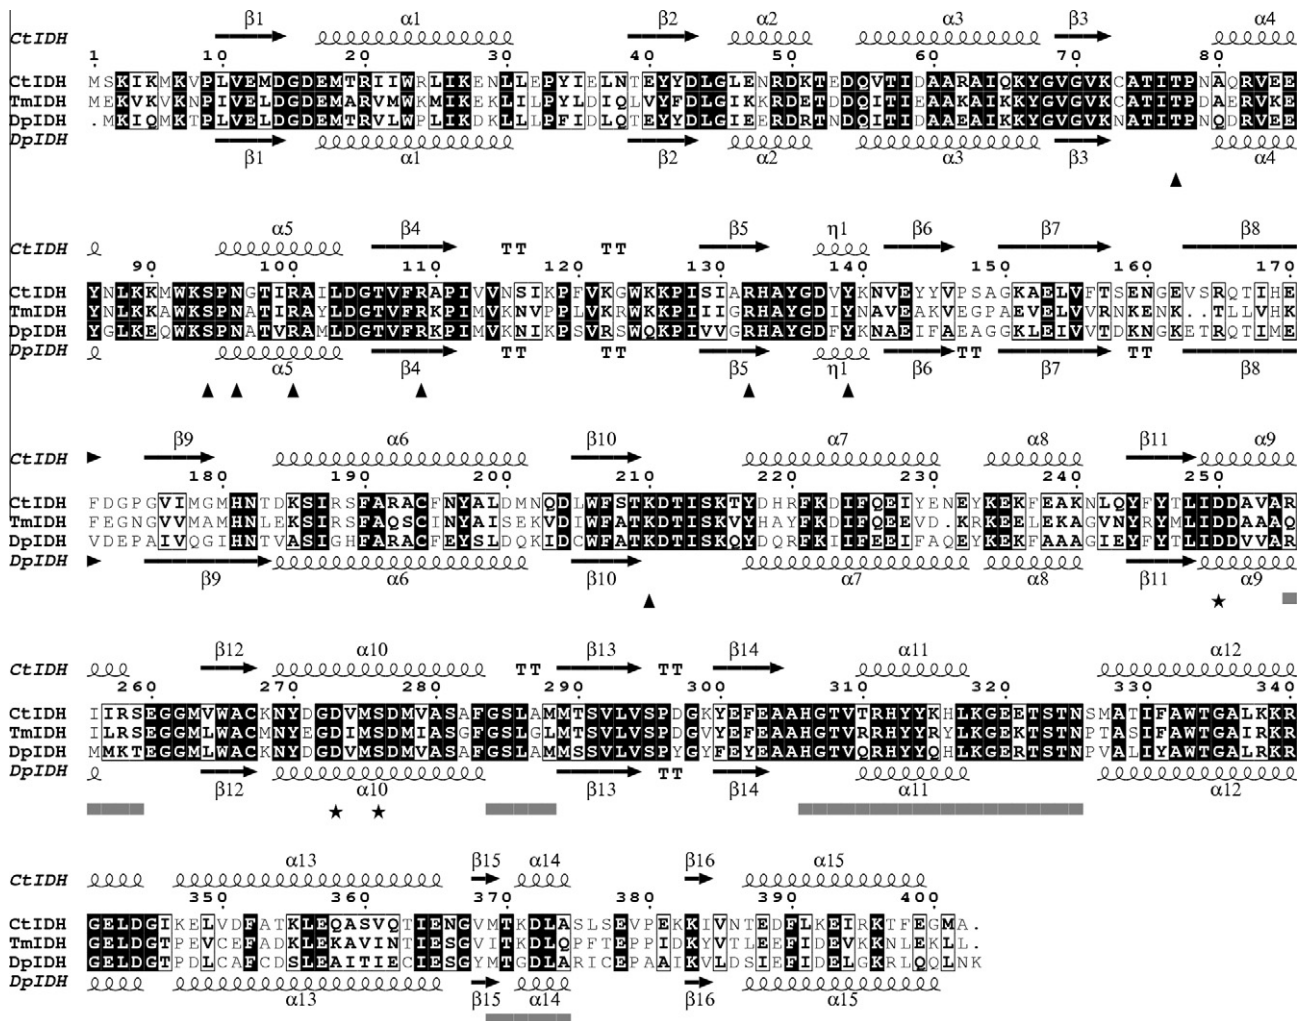 CtIDH β1 α1 β2 α2 α3 β3 α4
1 10 20 30 40 50 60 70 80
CtIDH MSKIKMKVPLVEMDGDEMTRIIWRLIKENLLEPYIELNTEYYDLGLENRDKTEDQVTIDAARAIQKYGVGVKCATITPNAQRVEE
TmIDH MEKVKVKNPIVELDGDEMARVMWKMIKEKLILPYLDIQLVYFDLGIKKRDETDDQITIEAAKAIKKYGVGVKCATITPDAERVKE
DpIDH .MKIQMKTPLVELDGDEMTRVLWPLIKDKLLLPFIDLQTEYYDLGIEERDRTNDQITIDAAEAIKKYGVGVKNATITPNQDRVEE
DpIDH β1 α1 β2 α2 α3 β3 α4
CtIDH α5 β4 TT TT β5 η1 β6 β7 β8
90 100 110 120 130 140 150 160 170
CtIDH YNLKKMWKSPNGTIRAILDGTVFRAPIVVNSIKPFVKGWKKPISIARHAYGDVYKNVEYYVPSAGKAELVFTSENGEVSRQTIHE
TmIDH YNLKKAWKSPNATIRAYLDGTVFRKPIMVKNVPPLVKRWKKPIIIGRHAYGDIYNAVEAKVEGPAEVELVVRNKENK..TLLVHK
DpIDH YGLKEQWKSPNATVRAMLDGTVFRKPIMVKNIKPSVRSWQKPIVVGRHAYGDFYKNAEIFAEAGGKLEIVVTDKNGKETRQTIME
DpIDH α5 β4 TT TT β5 η1 β6 TT β7 TT β8
CtIDH β9 α6 β10 α7 α8 β11 α9
180 190 200 210 220 230 240 250
CtIDH FDGPGVIMGMHNTDKSIRSFARACFNYALDMNQDLWFSTKDTISKTYDHRFKDIFQEIYENEYKEKFEAKNLQYFYTLIDDAVAR
TmIDH FEGNGVVMAMHNLEKSIRSFAQSCINYAISEKVDIWFATKDTISKVYHAYFKDIFQEEVD.KRKEELEKAGVNYRYMLIDDAAAQ
DpIDH VDEPAIVQGIHNTVASIGHFARACFEYSLDQKIDCWFATKDTISKQYDQRFKIIFEEIFAQEYKEKFAAAGIEYFYTLIDDVVAR
DpIDH β9 α6 β10 α7 α8 β11 α9
CtIDH β12 α10 TT β13 TT β14 α11 α12
260 270 280 290 300 310 320 330 340
CtIDH IIRSEGGMVWACKNYDGDVMSDMVASAFGSLAMMTSVLVSPDGKYEFEAAHGTVTRHYYKHLKGEETSTNSMATIFAWTGALKKR
TmIDH ILRSEGGMLWACMNYEGDIMSDMIASGFGSLGLMTSVLVSPDGVYEFEAAHGTVRRHYYRYLKGEKTSTNPTASIFAWTGAIRKR
DpIDH MMKTEGGMLWACKNYDGDVMSDMVASAFGSLAMMSSVLVSPYGYFEYEAAHGTVQRHYYQHLKGERTSTNPVALIYAWTGALRKR
DpIDH β12 α10 β13 TT β14 α11 α12
CtIDH α13 β15 α14 β16 α15
350 360 370 380 390 400
CtIDH GELDGIKELVDFATKLEQASVQTIENGVMTKDLASLSEVPEKKIVNTEDFLKEIRKTFEGMA.
TmIDH GELDGTPEVCEFADKLEKAVINTIESGVITKDLQPFTEPPIDKYVTLEEFIDEVKKNLEKLL.
DpIDH GELDGTPDLCAFCDSLEAITIECIESGYMTGDLARICEPAAIKVLDSIEFIDELGKRLQQLNK
DpIDH α13 β15 α14 β16 α15